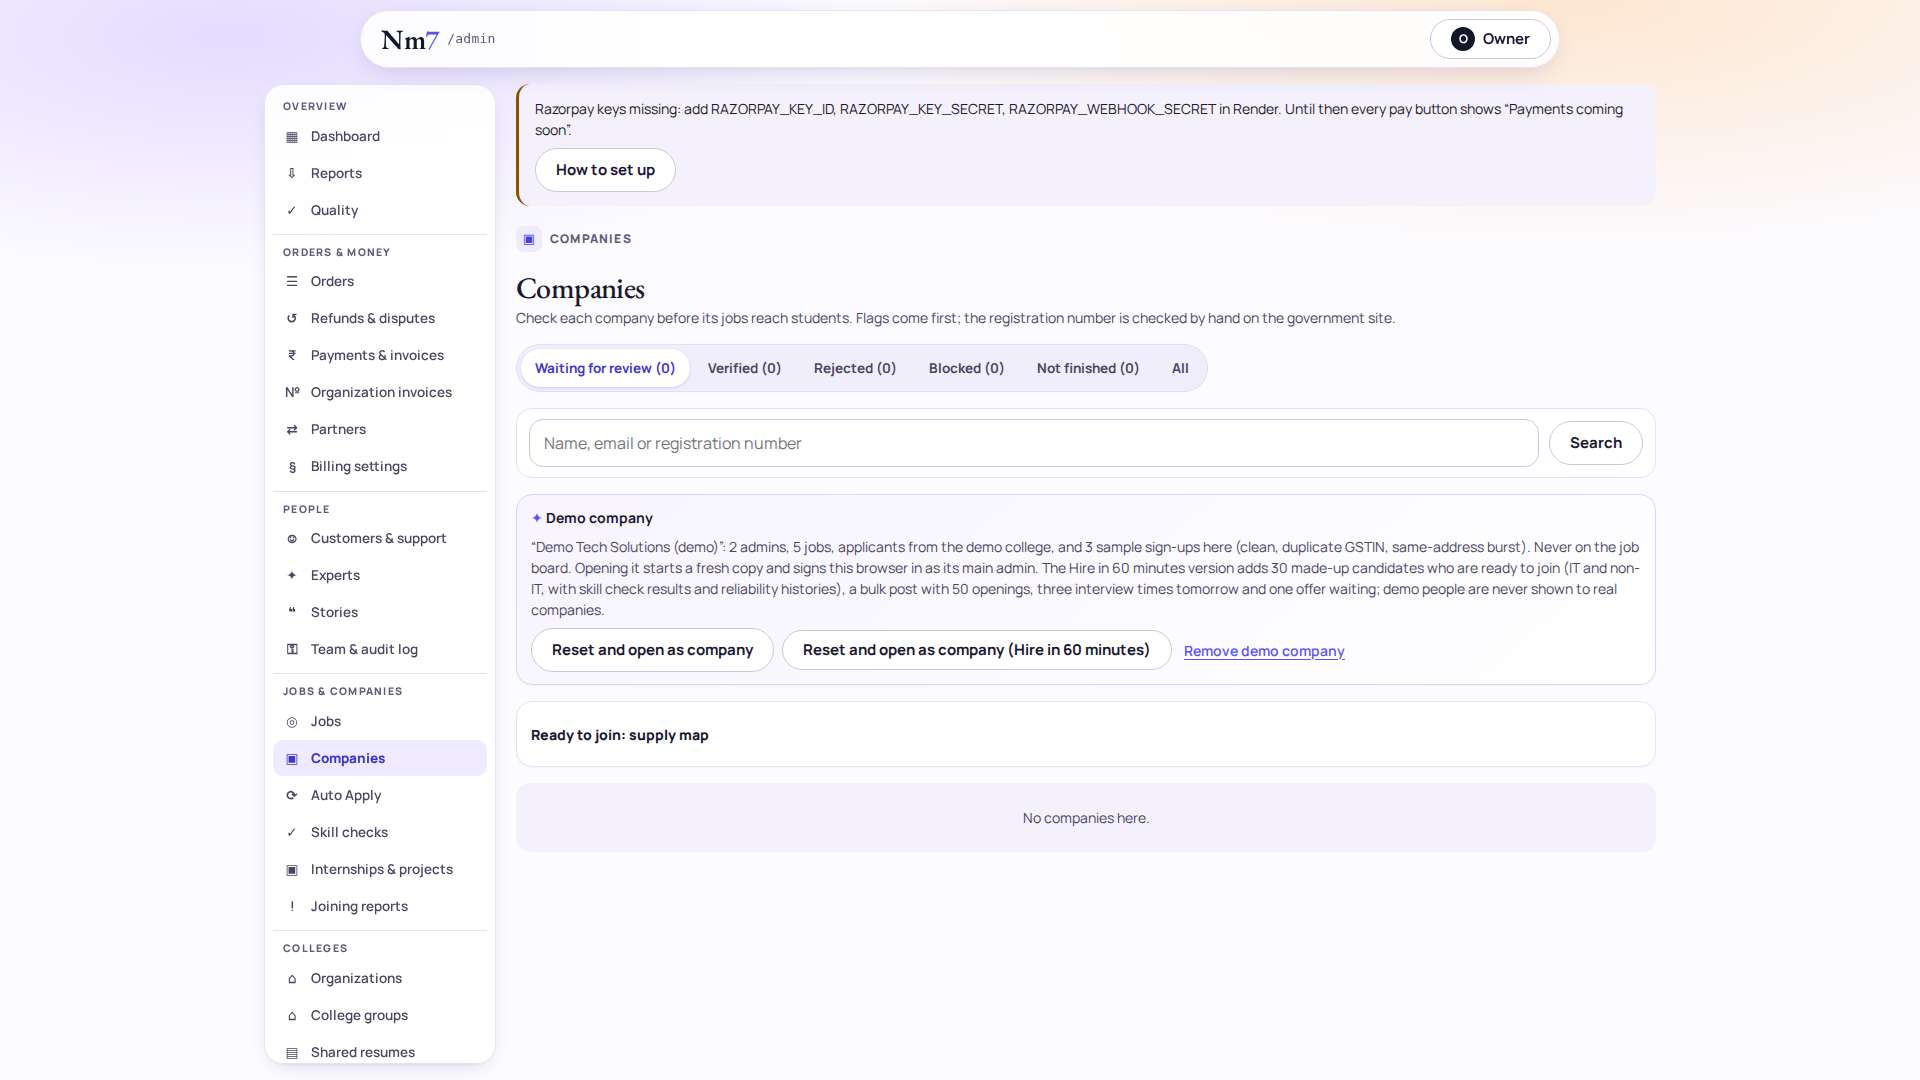 Nm7 /admin
O Owner
OVERVIEW
Dashboard
Reports
Quality
ORDERS & MONEY
Orders
Refunds & disputes
₹ Payments & invoices
Nº Organization invoices
Partners
§ Billing settings
PEOPLE
Customers & support
Experts
Stories
Team & audit log
JOBS & COMPANIES
Jobs
Companies
Auto Apply
Skill checks
Internships & projects
! Joining reports
COLLEGES
Organizations
College groups
Shared resumes
Razorpay keys missing: add RAZORPAY_KEY_ID, RAZORPAY_KEY_SECRET, RAZORPAY_WEBHOOK_SECRET in Render. Until then every pay button shows “Payments coming
soon”.
How to set up
COMPANIES
Companies
Check each company before its jobs reach students. Flags come first; the registration number is checked by hand on the government site.
Waiting for review (0) Verified (0) Rejected (0) Blocked (0) Not finished (0) All
Name, email or registration number
Search
Demo company
“Demo Tech Solutions (demo)”: 2 admins, 5 jobs, applicants from the demo college, and 3 sample sign-ups here (clean, duplicate GSTIN, same-address burst). Never on the job
board. Opening it starts a fresh copy and signs this browser in as its main admin. The Hire in 60 minutes version adds 30 made-up candidates who are ready to join (IT and non-
IT, with skill check results and reliability histories), a bulk post with 50 openings, three interview times tomorrow and one offer waiting; demo people are never shown to real
companies.
Reset and open as company Reset and open as company (Hire in 60 minutes) Remove demo company
Ready to join: supply map
No companies here.